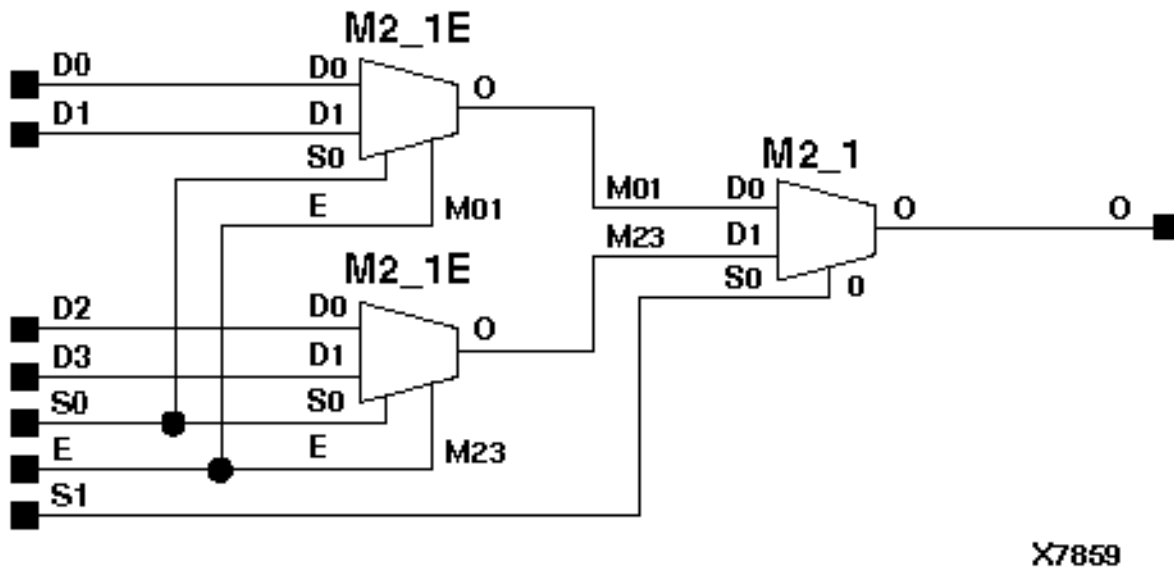 M2_1E
D0 D0 O
D1 D1
S0
E M01
M2_1
M01 D0 O O
M23 D1
S0 0
M2_1E
D2 D0 O
D3 D1
S0 S0
E E M23
S1
X7859